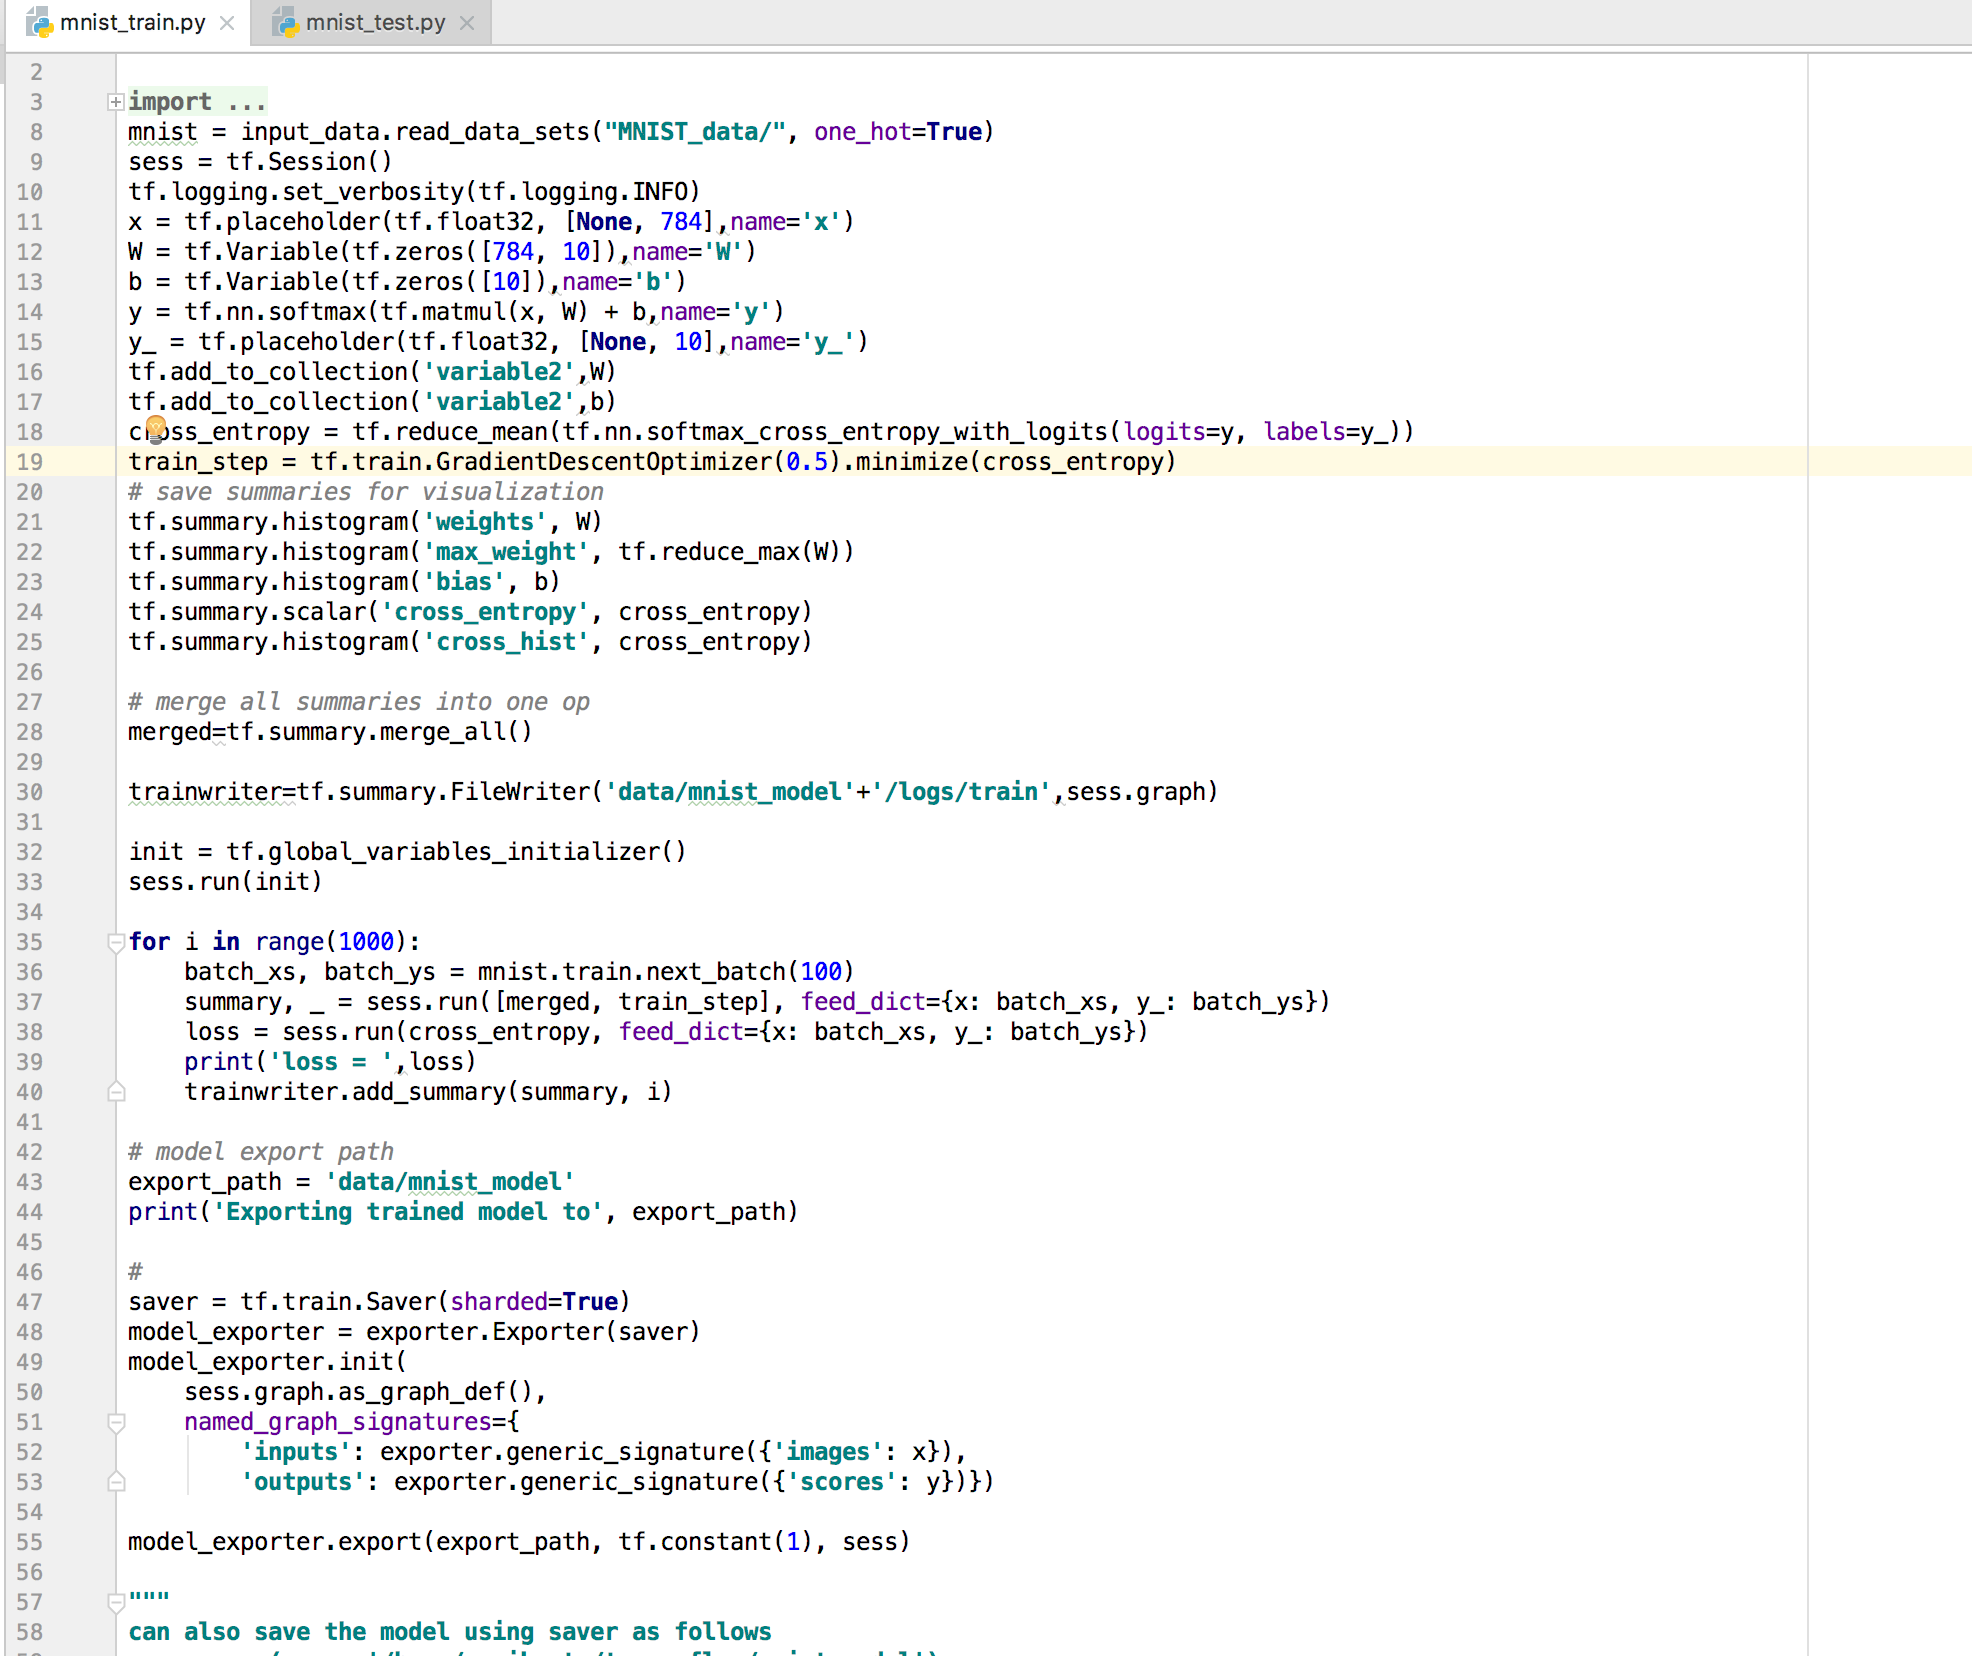 mnist_train.py × mnist_test.py ×
2
3 import ...
8 mnist = input_data.read_data_sets("MNIST_data/", one_hot=True)
9 sess = tf.Session()
10 tf.logging.set_verbosity(tf.logging.INFO)
11 x = tf.placeholder(tf.float32, [None, 784],name='x')
12 W = tf.Variable(tf.zeros([784, 10]),name='W')
13 b = tf.Variable(tf.zeros([10]),name='b')
14 y = tf.nn.softmax(tf.matmul(x, W) + b,name='y')
15 y_ = tf.placeholder(tf.float32, [None, 10],name='y_')
16 tf.add_to_collection('variable2',W)
17 tf.add_to_collection('variable2',b)
18 cross_entropy = tf.reduce_mean(tf.nn.softmax_cross_entropy_with_logits(logits=y, labels=y_))
19 train_step = tf.train.GradientDescentOptimizer(0.5).minimize(cross_entropy)
20 # save summaries for visualization
21 tf.summary.histogram('weights', W)
22 tf.summary.histogram('max_weight', tf.reduce_max(W))
23 tf.summary.histogram('bias', b)
24 tf.summary.scalar('cross_entropy', cross_entropy)
25 tf.summary.histogram('cross_hist', cross_entropy)
26
27 # merge all summaries into one op
28 merged=tf.summary.merge_all()
29
30 trainwriter=tf.summary.FileWriter('data/mnist_model'+'/logs/train',sess.graph)
31
32 init = tf.global_variables_initializer()
33 sess.run(init)
34
35 for i in range(1000):
36     batch_xs, batch_ys = mnist.train.next_batch(100)
37     summary, _ = sess.run([merged, train_step], feed_dict={x: batch_xs, y_: batch_ys})
38     loss = sess.run(cross_entropy, feed_dict={x: batch_xs, y_: batch_ys})
39     print('loss = ',loss)
40     trainwriter.add_summary(summary, i)
41
42 # model export path
43 export_path = 'data/mnist_model'
44 print('Exporting trained model to', export_path)
45
46 #
47 saver = tf.train.Saver(sharded=True)
48 model_exporter = exporter.Exporter(saver)
49 model_exporter.init(
50     sess.graph.as_graph_def(),
51     named_graph_signatures={
52         'inputs': exporter.generic_signature({'images': x}),
53         'outputs': exporter.generic_signature({'scores': y})})
54
55 model_exporter.export(export_path, tf.constant(1), sess)
56
57 """
58 can also save the model using saver as follows